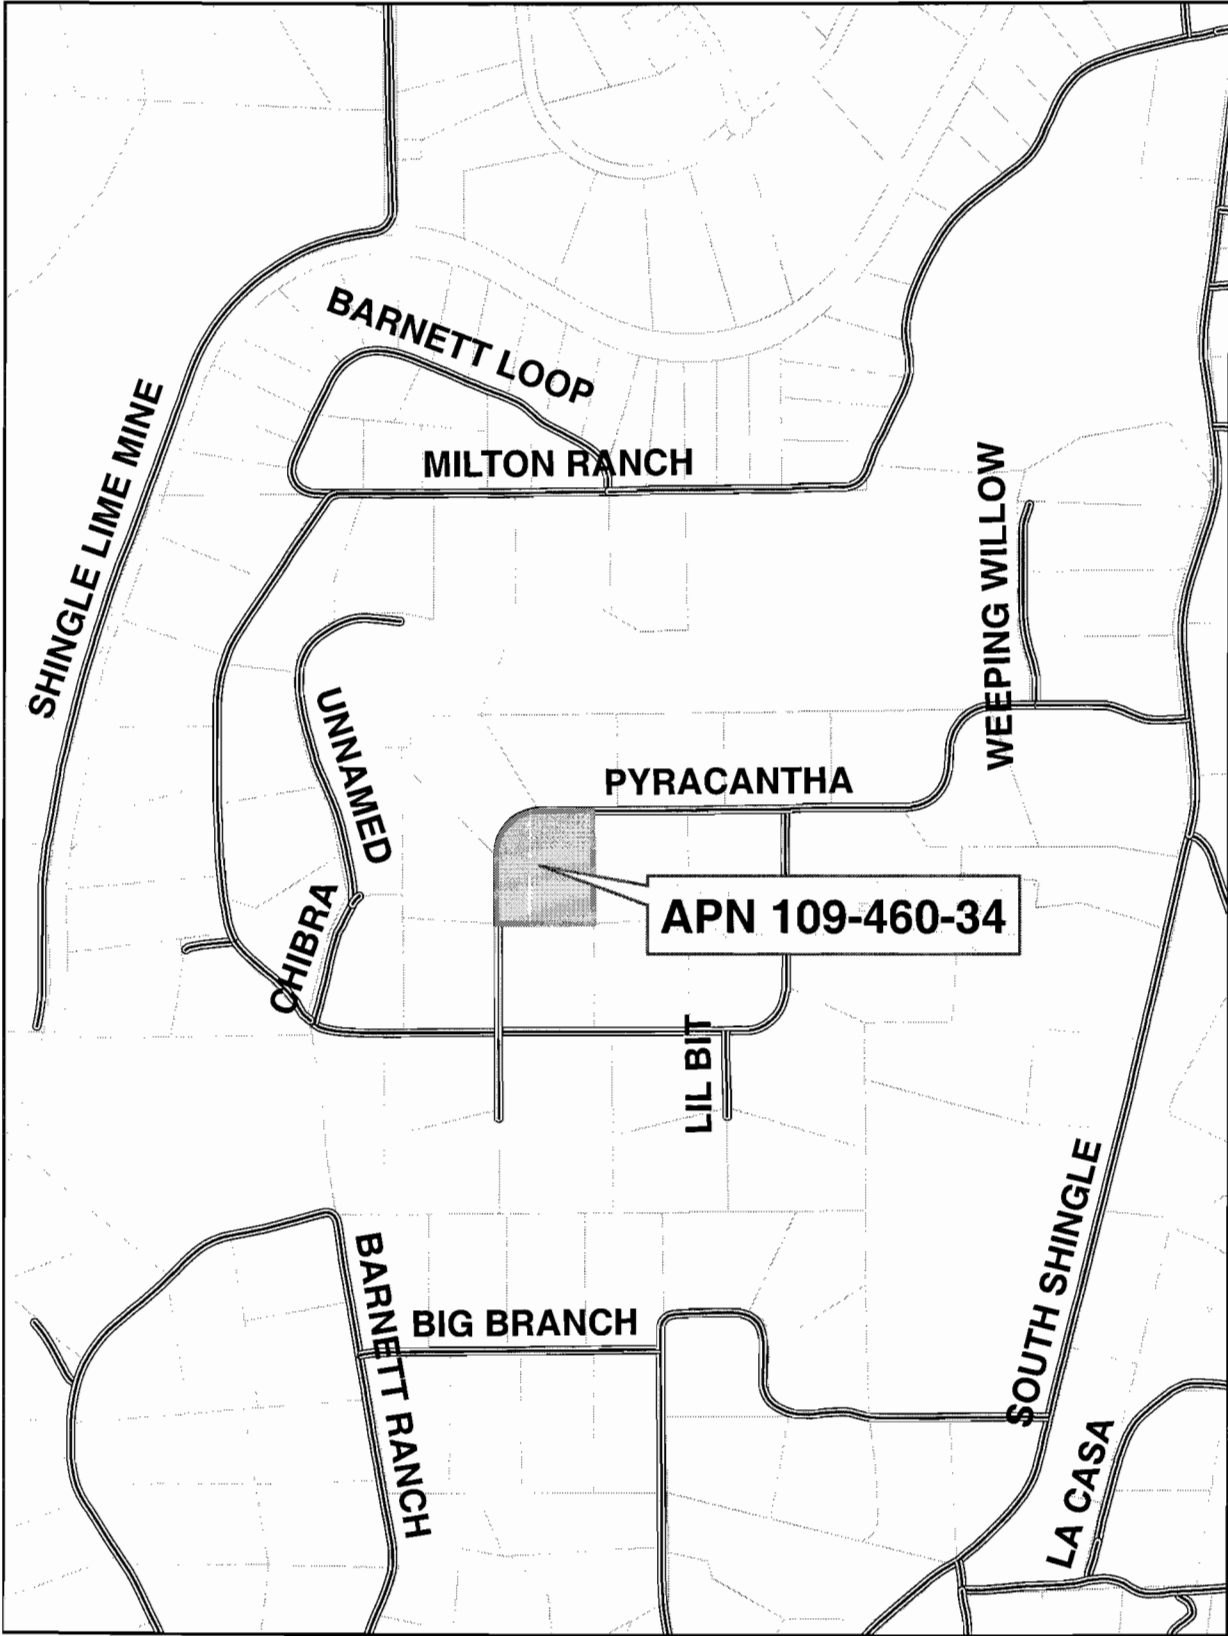 BARNETT LOOP
SHINGLE LIME MINE
MILTON RANCH
WEEPING WILLOW
UNNAMED
PYRACANTHA
CHIBRA
APN 109-460-34
LIL BIT
SOUTH SHINGLE
BARNETT RANCH
BIG BRANCH
LA CASA